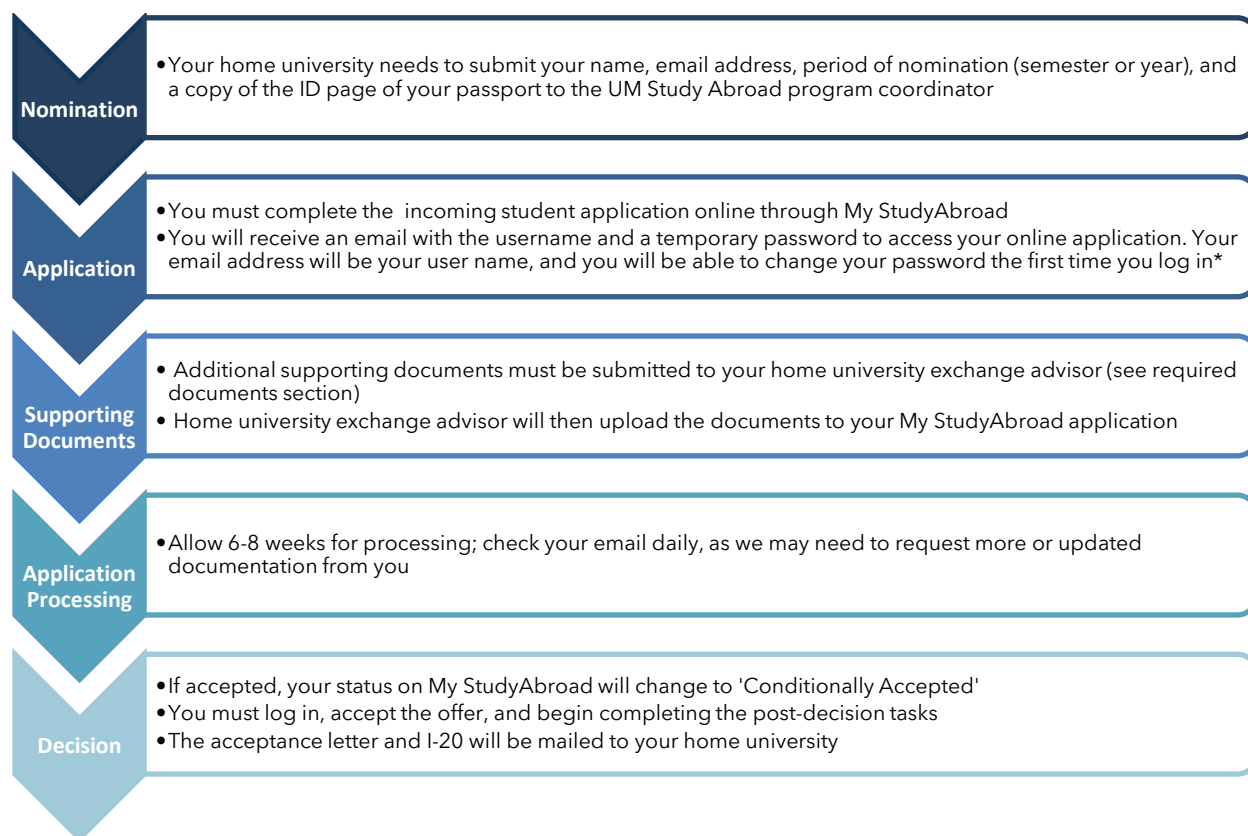 Nomination
•Your home university needs to submit your name, email address, period of nomination (semester or year), and
a copy of the ID page of your passport to the UM Study Abroad program coordinator
Application
•You must complete the  incoming student application online through My StudyAbroad
•You will receive an email with the username and a temporary password to access your online application. Your
email address will be your user name, and you will be able to change your password the first time you log in*
Supporting
Documents
• Additional supporting documents must be submitted to your home university exchange advisor (see required
documents section)
• Home university exchange advisor will then upload the documents to your My StudyAbroad application
Application
Processing
•Allow 6-8 weeks for processing; check your email daily, as we may need to request more or updated
documentation from you
Decision
•If accepted, your status on My StudyAbroad will change to 'Conditionally Accepted'
•You must log in, accept the offer, and begin completing the post-decision tasks
•The acceptance letter and I-20 will be mailed to your home university